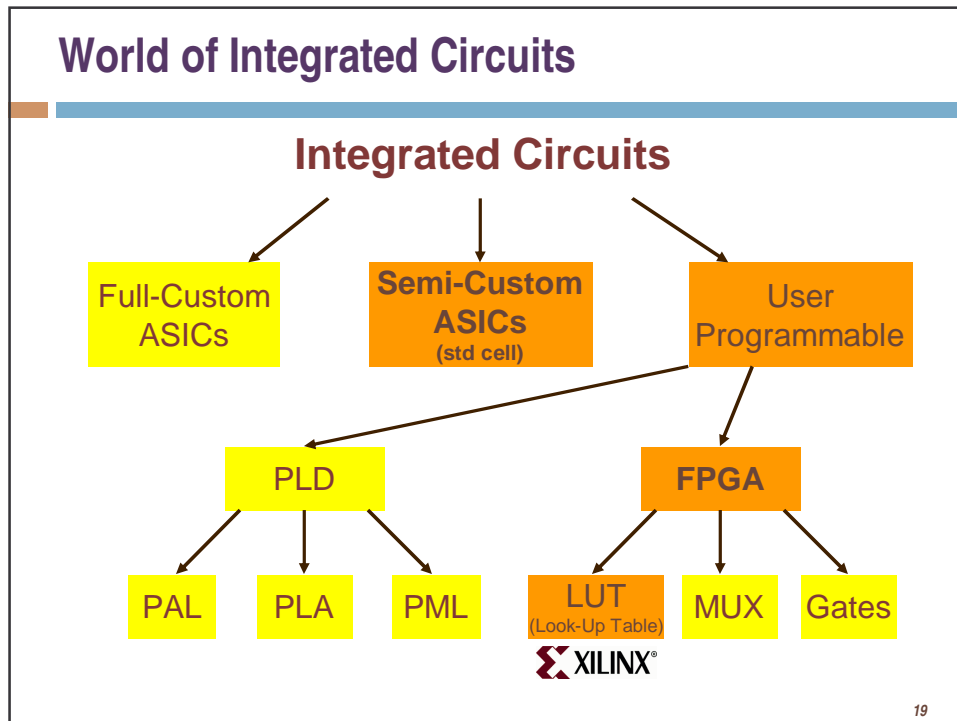 World of Integrated Circuits
Integrated Circuits
Full-Custom
ASICs
Semi-Custom
ASICs
(std cell)
User
Programmable
PLD
FPGA
PAL
PLA
PML
LUT
(Look-Up Table)
MUX
Gates
XILINX®
19